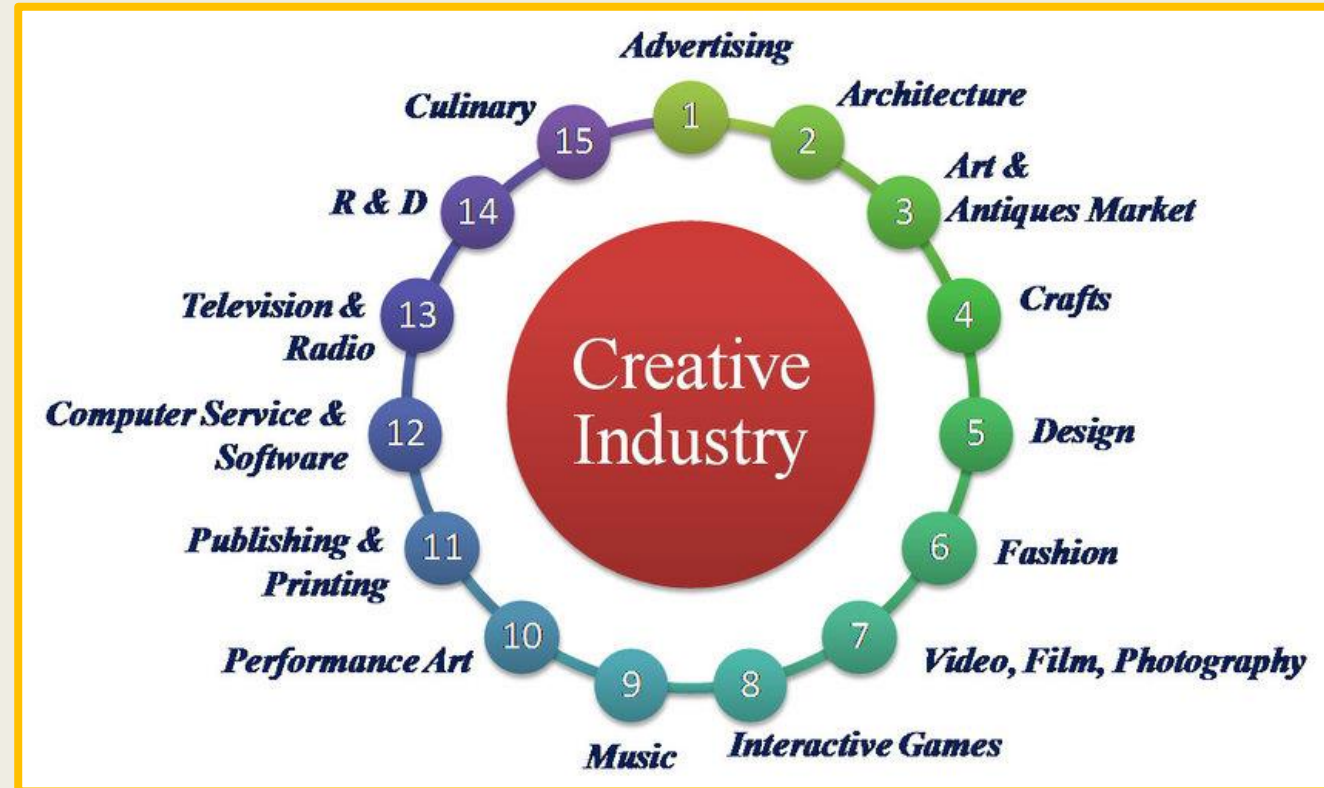 Creative
Industry
1
Advertising
2
Architecture
3
Art &
Antiques Market
4
Crafts
5
Design
6
Fashion
7
Video, Film, Photography
8
Interactive Games
9
Music
10
Performance Art
11
Publishing &
Printing
12
Computer Service &
Software
13
Television &
Radio
14
R & D
15
Culinary